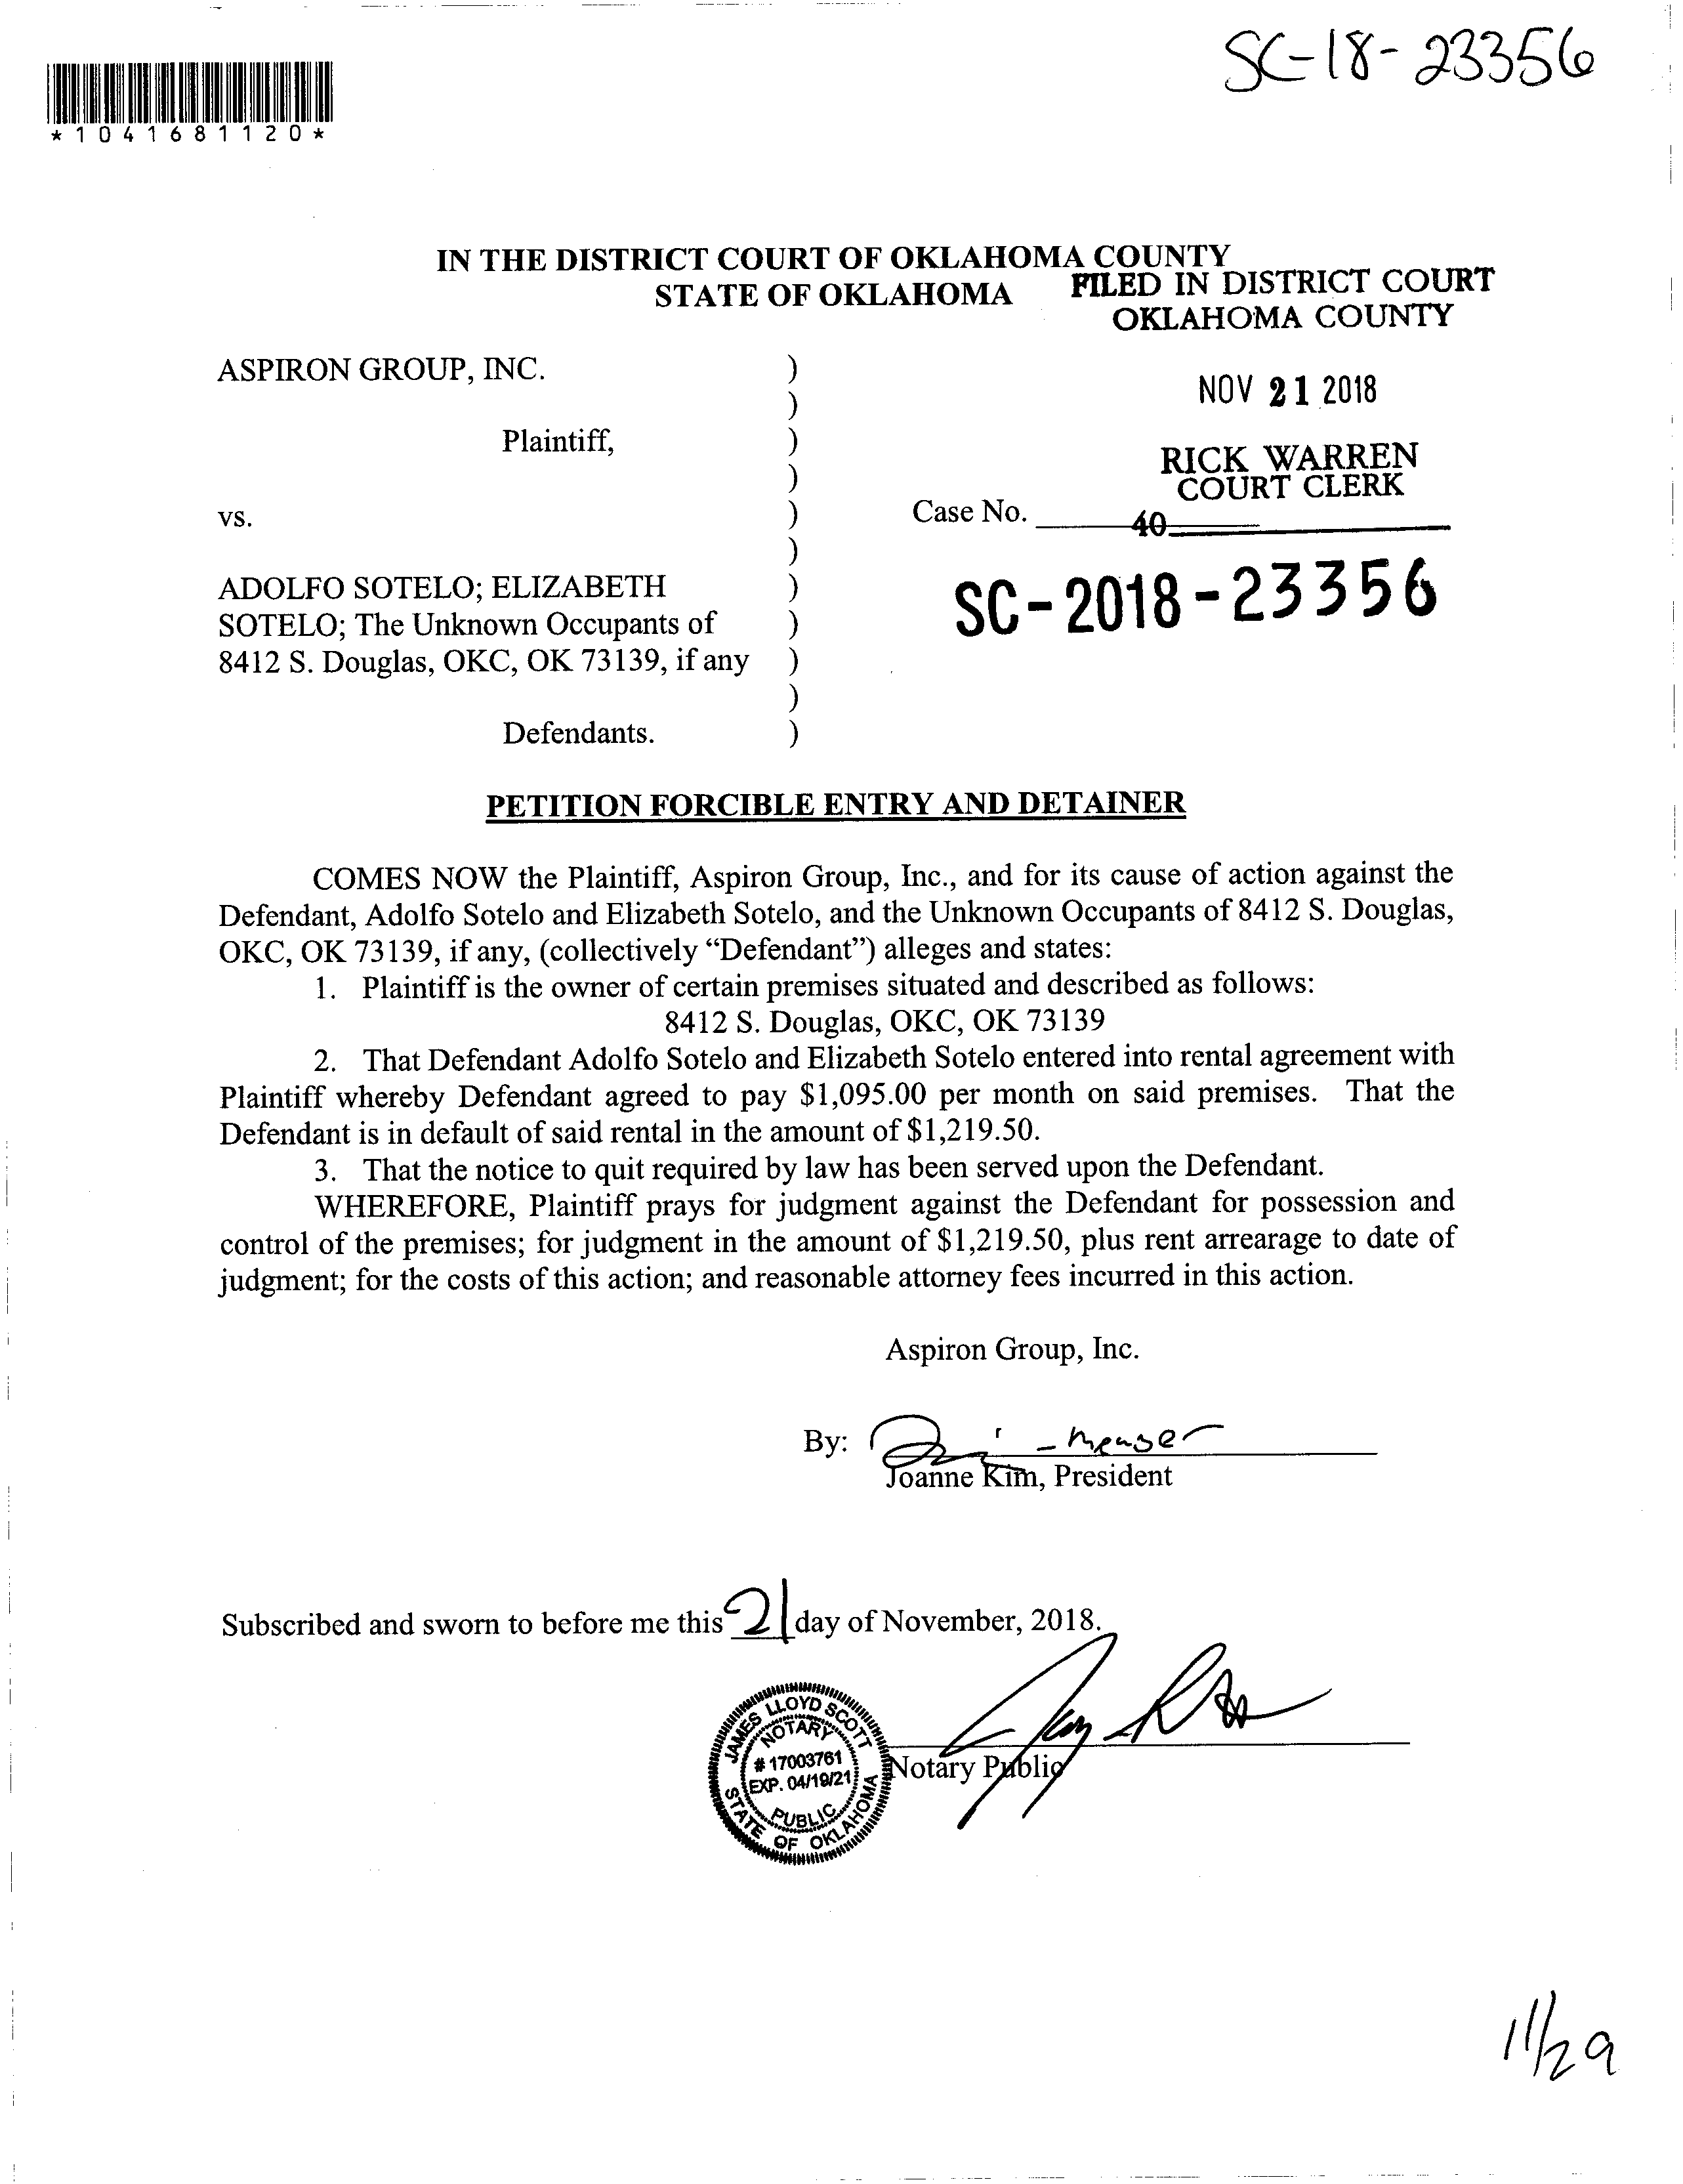 SC-18-23356
*1041681120*
IN THE DISTRICT COURT OF OKLAHOMA COUNTY
STATE OF OKLAHOMA
FILED IN DISTRICT COURT
OKLAHOMA COUNTY
ASPIRON GROUP, INC. )
)
NOV 21 2018
Plaintiff, )
RICK WARREN
)
COURT CLERK
vs. )
Case No. 40
)
ADOLFO SOTELO; ELIZABETH )
SC-2018-23356
SOTELO; The Unknown Occupants of )
8412 S. Douglas, OKC, OK 73139, if any )
)
Defendants. )
PETITION FORCIBLE ENTRY AND DETAINER
COMES NOW the Plaintiff, Aspiron Group, Inc., and for its cause of action against the
Defendant, Adolfo Sotelo and Elizabeth Sotelo, and the Unknown Occupants of 8412 S. Douglas,
OKC, OK 73139, if any, (collectively “Defendant”) alleges and states:
1. Plaintiff is the owner of certain premises situated and described as follows:
8412 S. Douglas, OKC, OK 73139
2. That Defendant Adolfo Sotelo and Elizabeth Sotelo entered into rental agreement with
Plaintiff whereby Defendant agreed to pay $1,095.00 per month on said premises. That the
Defendant is in default of said rental in the amount of $1,219.50.
3. That the notice to quit required by law has been served upon the Defendant.
WHEREFORE, Plaintiff prays for judgment against the Defendant for possession and
control of the premises; for judgment in the amount of $1,219.50, plus rent arrearage to date of
judgment; for the costs of this action; and reasonable attorney fees incurred in this action.
Aspiron Group, Inc.
By:
Joanne Kim, President
Subscribed and sworn to before me this 21 day of November, 2018.
JAMES LLOYD SCOTT
NOTARY
# 17003761
EXP. 04/19/21
PUBLIC
STATE OF OKLAHOMA
Notary Public
11/29